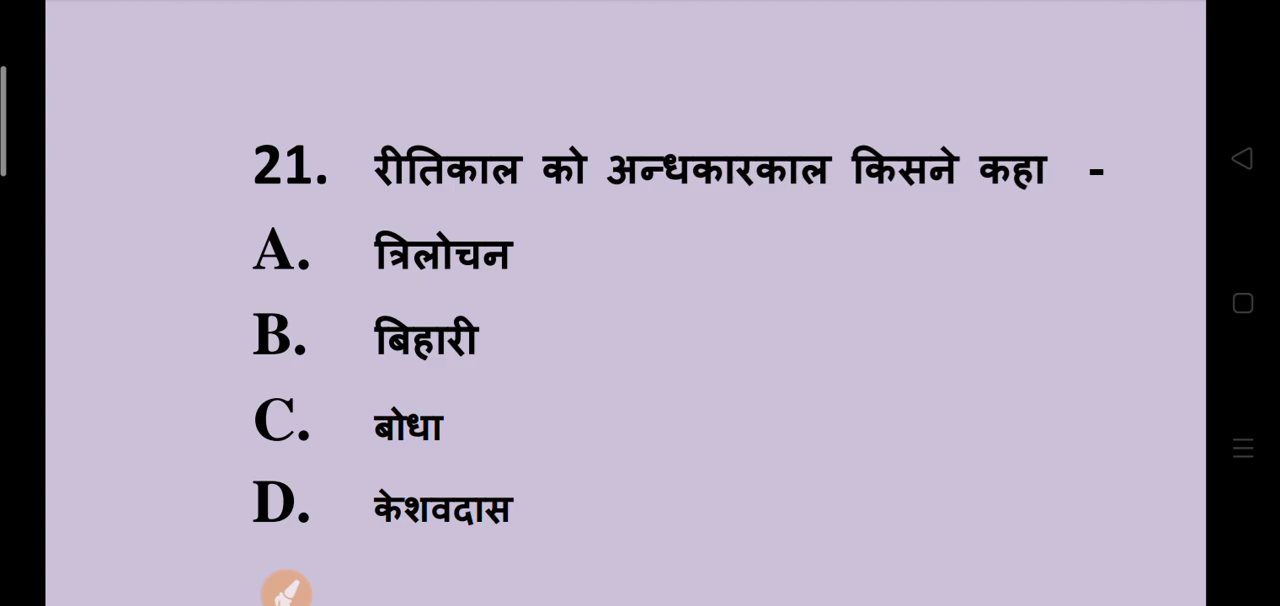 21. रीतिकाल को अन्धकारकाल किसने कहा -
A. त्रिलोचन
B. बिहारी
C. बोधा
D. केशवदास